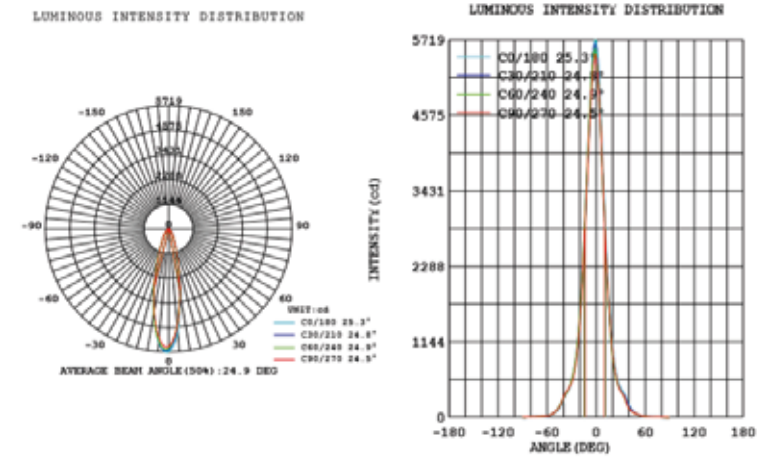 LUMINOUS INTENSITY DISTRIBUTION
5719
-150 150
4575
-120 3431 120
2288
1144
-90 0 90
-60 60
UNIT:cd
C0/180 25.3°
C30/210 24.8°
-30 30
C60/240 24.9°
0
C90/270 24.5°
AVERAGE BEAM ANGLE(50%):24.9 DEG
LUMINOUS INTENSITY DISTRIBUTION
5719
C0/180 25.3°
C30/210 24.8°
C60/240 24.9°
C90/270 24.5°
4575
3431
INTENSITY(cd)
2288
1144
0
-180 -120 -60 0 60 120 180
ANGLE(DEG)